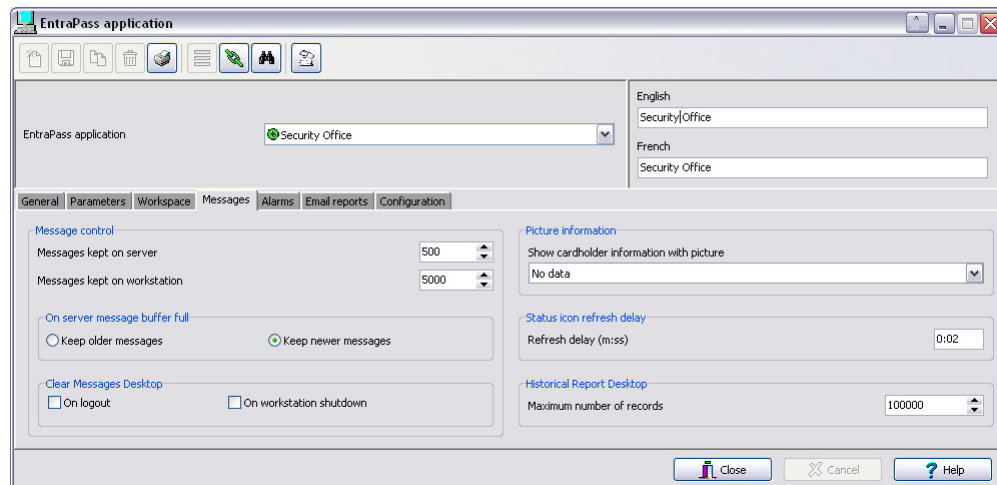 EntraPass application
English
Security Office
EntraPass application
Security Office
French
Security Office
General Parameters Workspace Messages Alarms Email reports Configuration
Message control
Messages kept on server 500
Messages kept on workstation 5000
On server message buffer full
Keep older messages Keep newer messages
Clear Messages Desktop
On logout On workstation shutdown
Picture information
Show cardholder information with picture
No data
Status icon refresh delay
Refresh delay (m:ss) 0:02
Historical Report Desktop
Maximum number of records 100000
Close Cancel ? Help